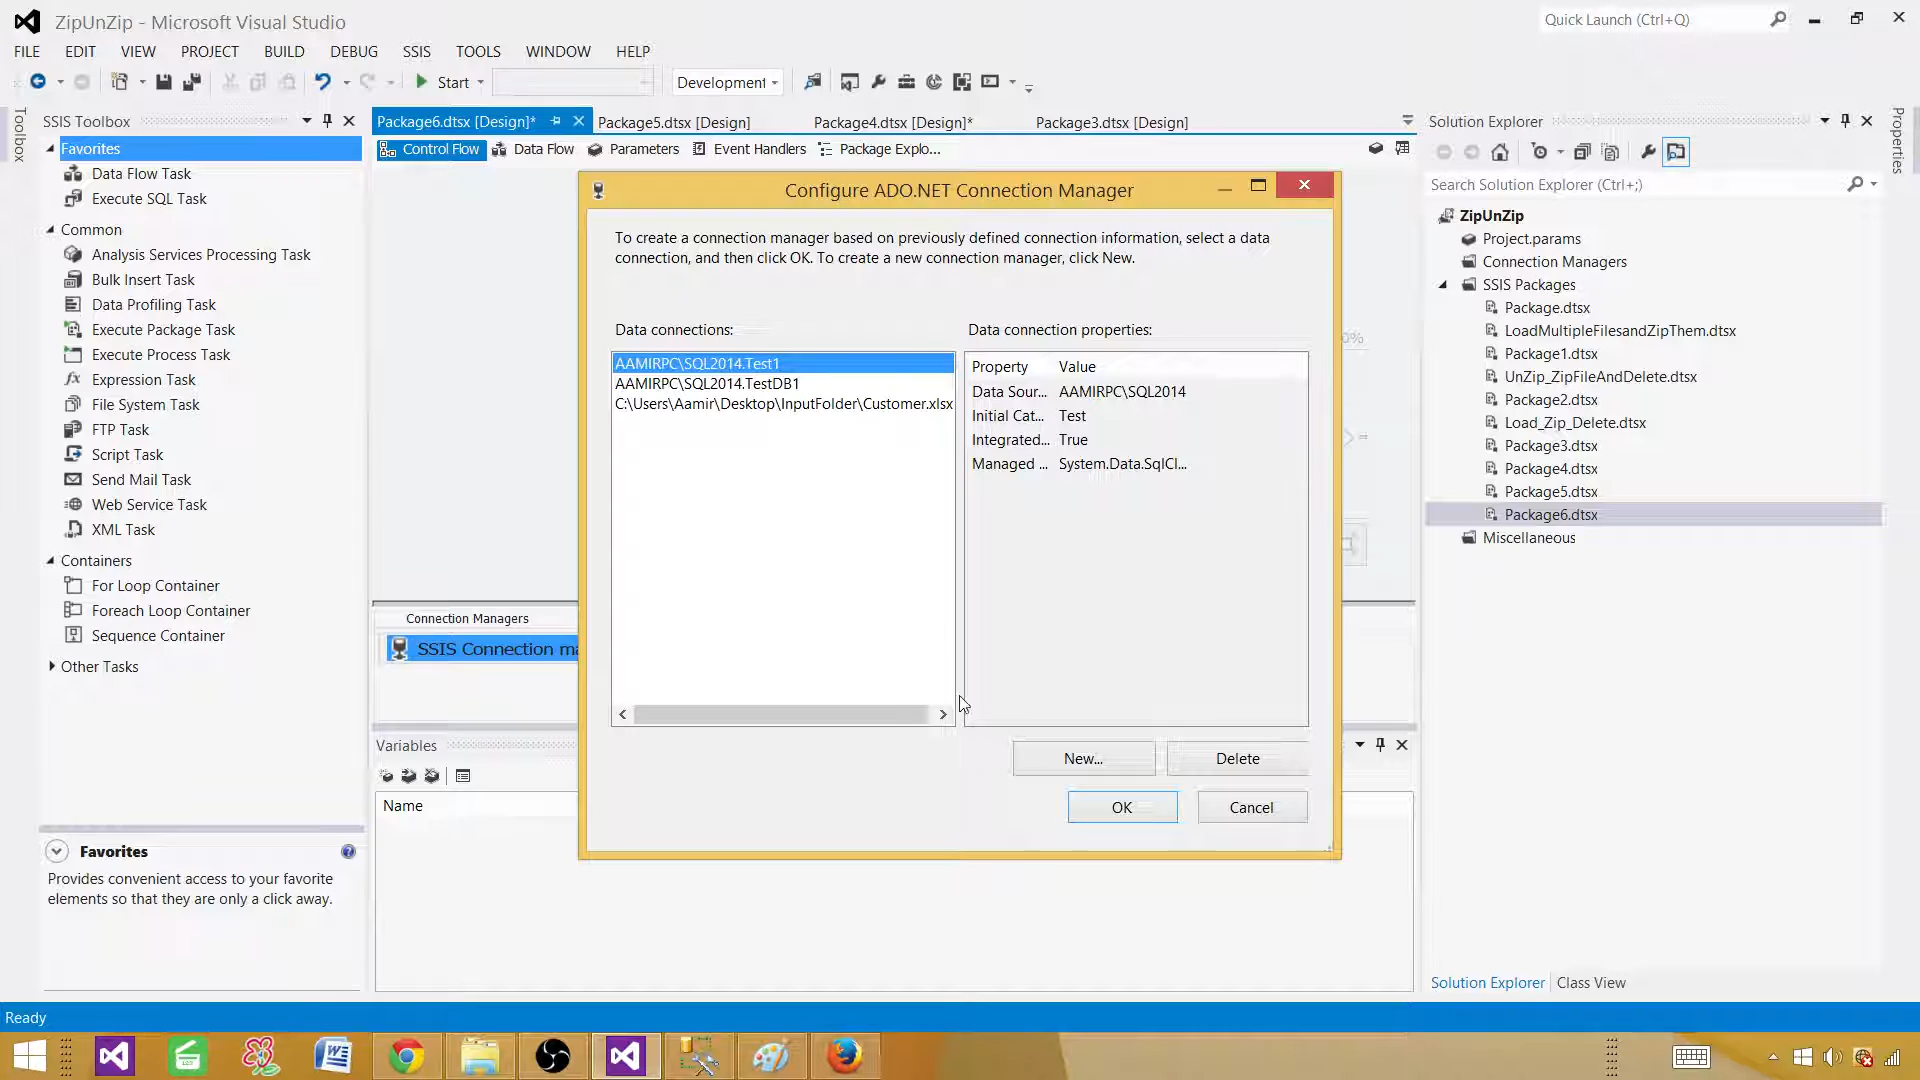 ZipUnZip - Microsoft Visual Studio
Quick Launch (Ctrl+Q)
FILE EDIT VIEW PROJECT BUILD DEBUG SSIS TOOLS WINDOW HELP
Start Development
Toolbox
SSIS Toolbox
Favorites
Data Flow Task
Execute SQL Task
Common
Analysis Services Processing Task
Bulk Insert Task
Data Profiling Task
Execute Package Task
Execute Process Task
Expression Task
File System Task
FTP Task
Script Task
Send Mail Task
Web Service Task
XML Task
Containers
For Loop Container
Foreach Loop Container
Sequence Container
Other Tasks
Favorites
Provides convenient access to your favorite
elements so that they are only a click away.
Package6.dtsx [Design]* Package5.dtsx [Design] Package4.dtsx [Design]* Package3.dtsx [Design]
Control Flow Data Flow Parameters Event Handlers Package Explo...
Configure ADO.NET Connection Manager
To create a connection manager based on previously defined connection information, select a data
connection, and then click OK. To create a new connection manager, click New.
Data connections:
AAMIRPC\SQL2014.Test1
AAMIRPC\SQL2014.TestDB1
C:\Users\Aamir\Desktop\InputFolder\Customer.xlsx
Data connection properties:
Property Value
Data Sour... AAMIRPC\SQL2014
Initial Cat... Test
Integrated... True
Managed ... System.Data.SqlCl...
New... Delete
OK Cancel
0%
Connection Managers
SSIS Connection ma
Variables
Name
Solution Explorer
Search Solution Explorer (Ctrl+;)
ZipUnZip
Project.params
Connection Managers
SSIS Packages
Package.dtsx
LoadMultipleFilesandZipThem.dtsx
Package1.dtsx
UnZip_ZipFileAndDelete.dtsx
Package2.dtsx
Load_Zip_Delete.dtsx
Package3.dtsx
Package4.dtsx
Package5.dtsx
Package6.dtsx
Miscellaneous
Solution Explorer Class View
Properties
Ready